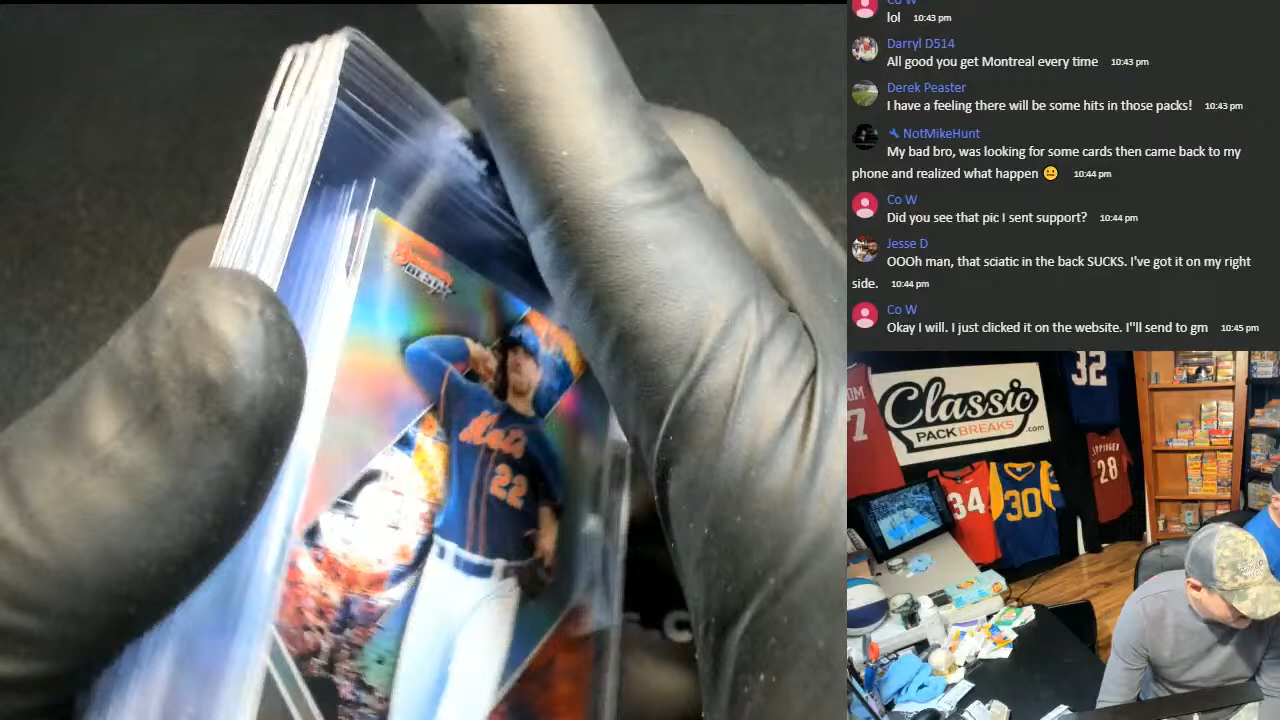 Co W
lol 10:43 pm
Darryl D514
All good you get Montreal every time 10:43 pm
Derek Peaster
I have a feeling there will be some hits in those packs! 10:43 pm
NotMikeHunt
My bad bro, was looking for some cards then came back to my
phone and realized what happen 😐 10:44 pm
Co W
Did you see that pic I sent support? 10:44 pm
Jesse D
OOOh man, that sciatic in the back SUCKS. I've got it on my right
side. 10:44 pm
Co W
Okay I will. I just clicked it on the website. I"ll send to gm 10:45 pm
Mets
22
32
Classic
PACK BREAKS.com
7
34
30
28